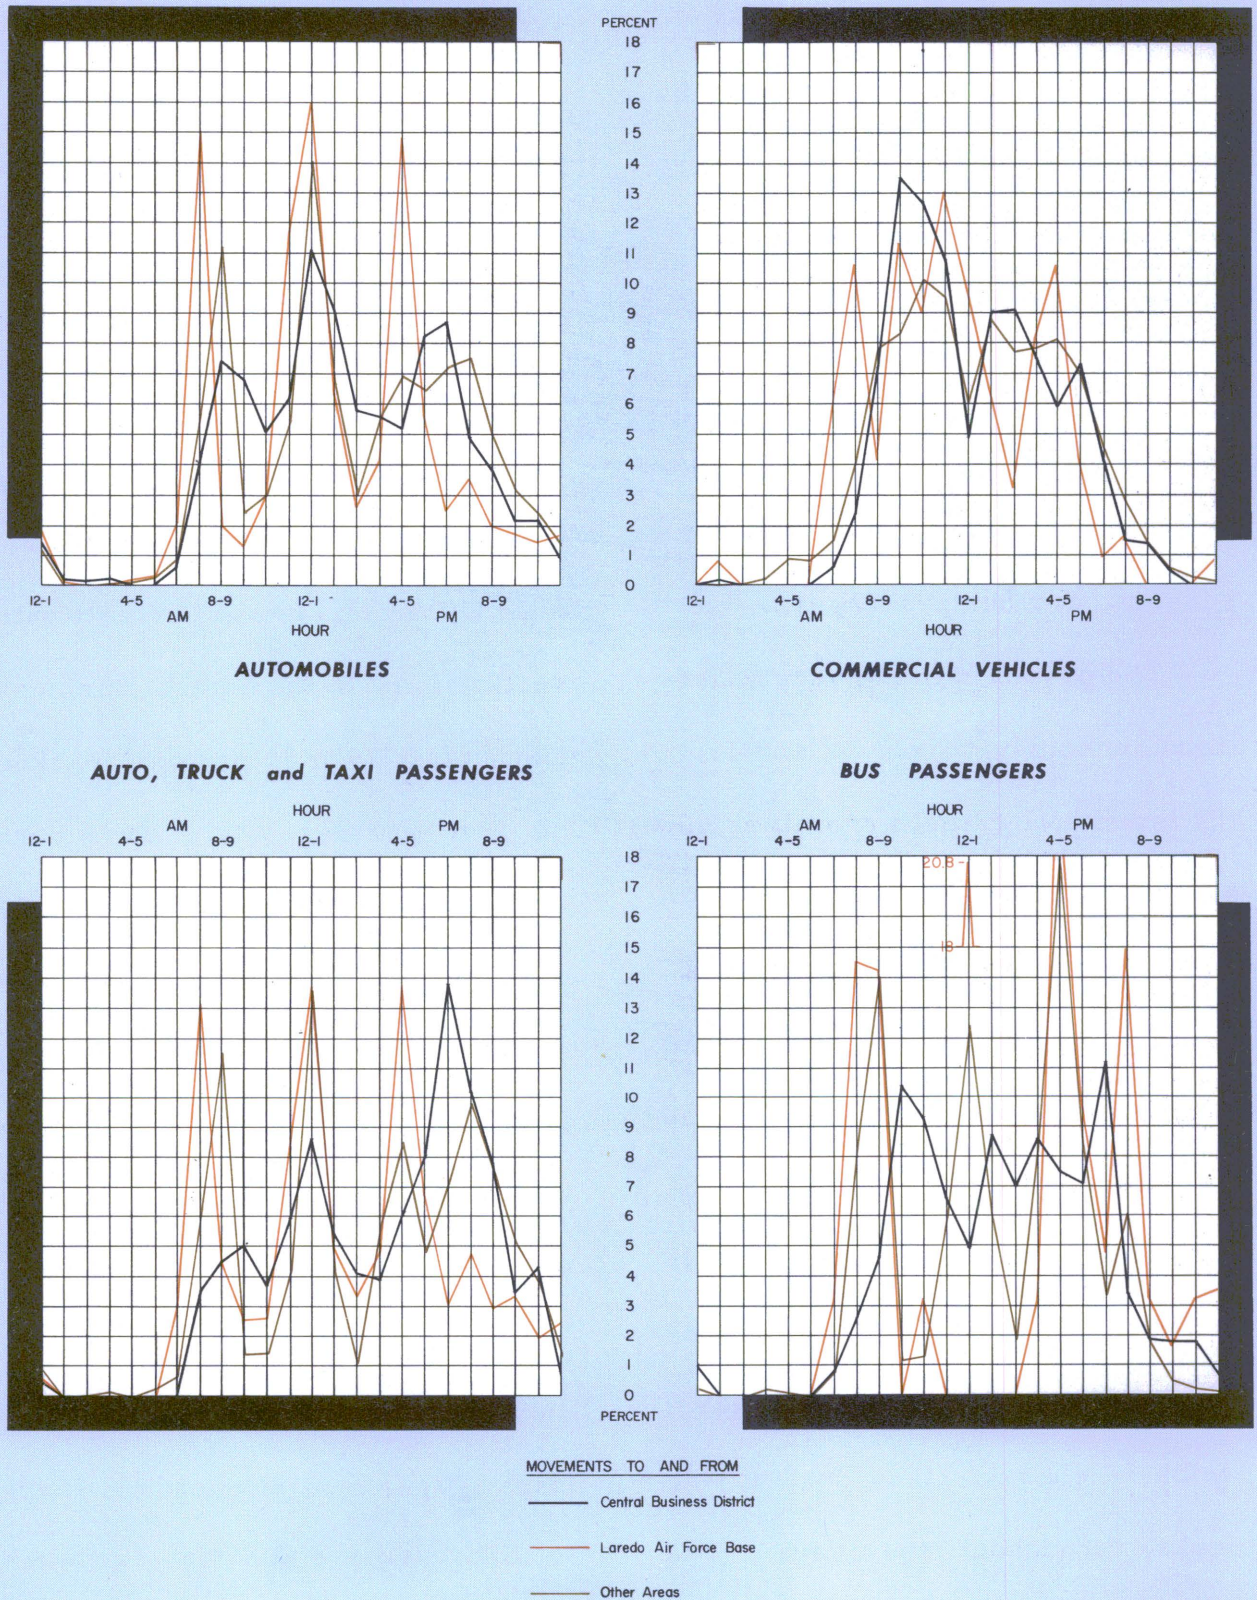 PERCENT
18
17
16
15
14
13
12
11
10
9
8
7
6
5
4
3
2
1
0
12-1 4-5 8-9 12-1 4-5 8-9
AM PM
HOUR
AUTOMOBILES
12-1 4-5 8-9 12-1 4-5 8-9
AM PM
HOUR
COMMERCIAL VEHICLES
AUTO, TRUCK and TAXI PASSENGERS
HOUR
AM PM
12-1 4-5 8-9 12-1 4-5 8-9
BUS PASSENGERS
HOUR
AM PM
12-1 4-5 8-9 12-1 4-5 8-9
20.8
18
18
17
16
15
14
13
12
11
10
9
8
7
6
5
4
3
2
1
0
PERCENT
MOVEMENTS TO AND FROM
Central Business District
Laredo Air Force Base
Other Areas